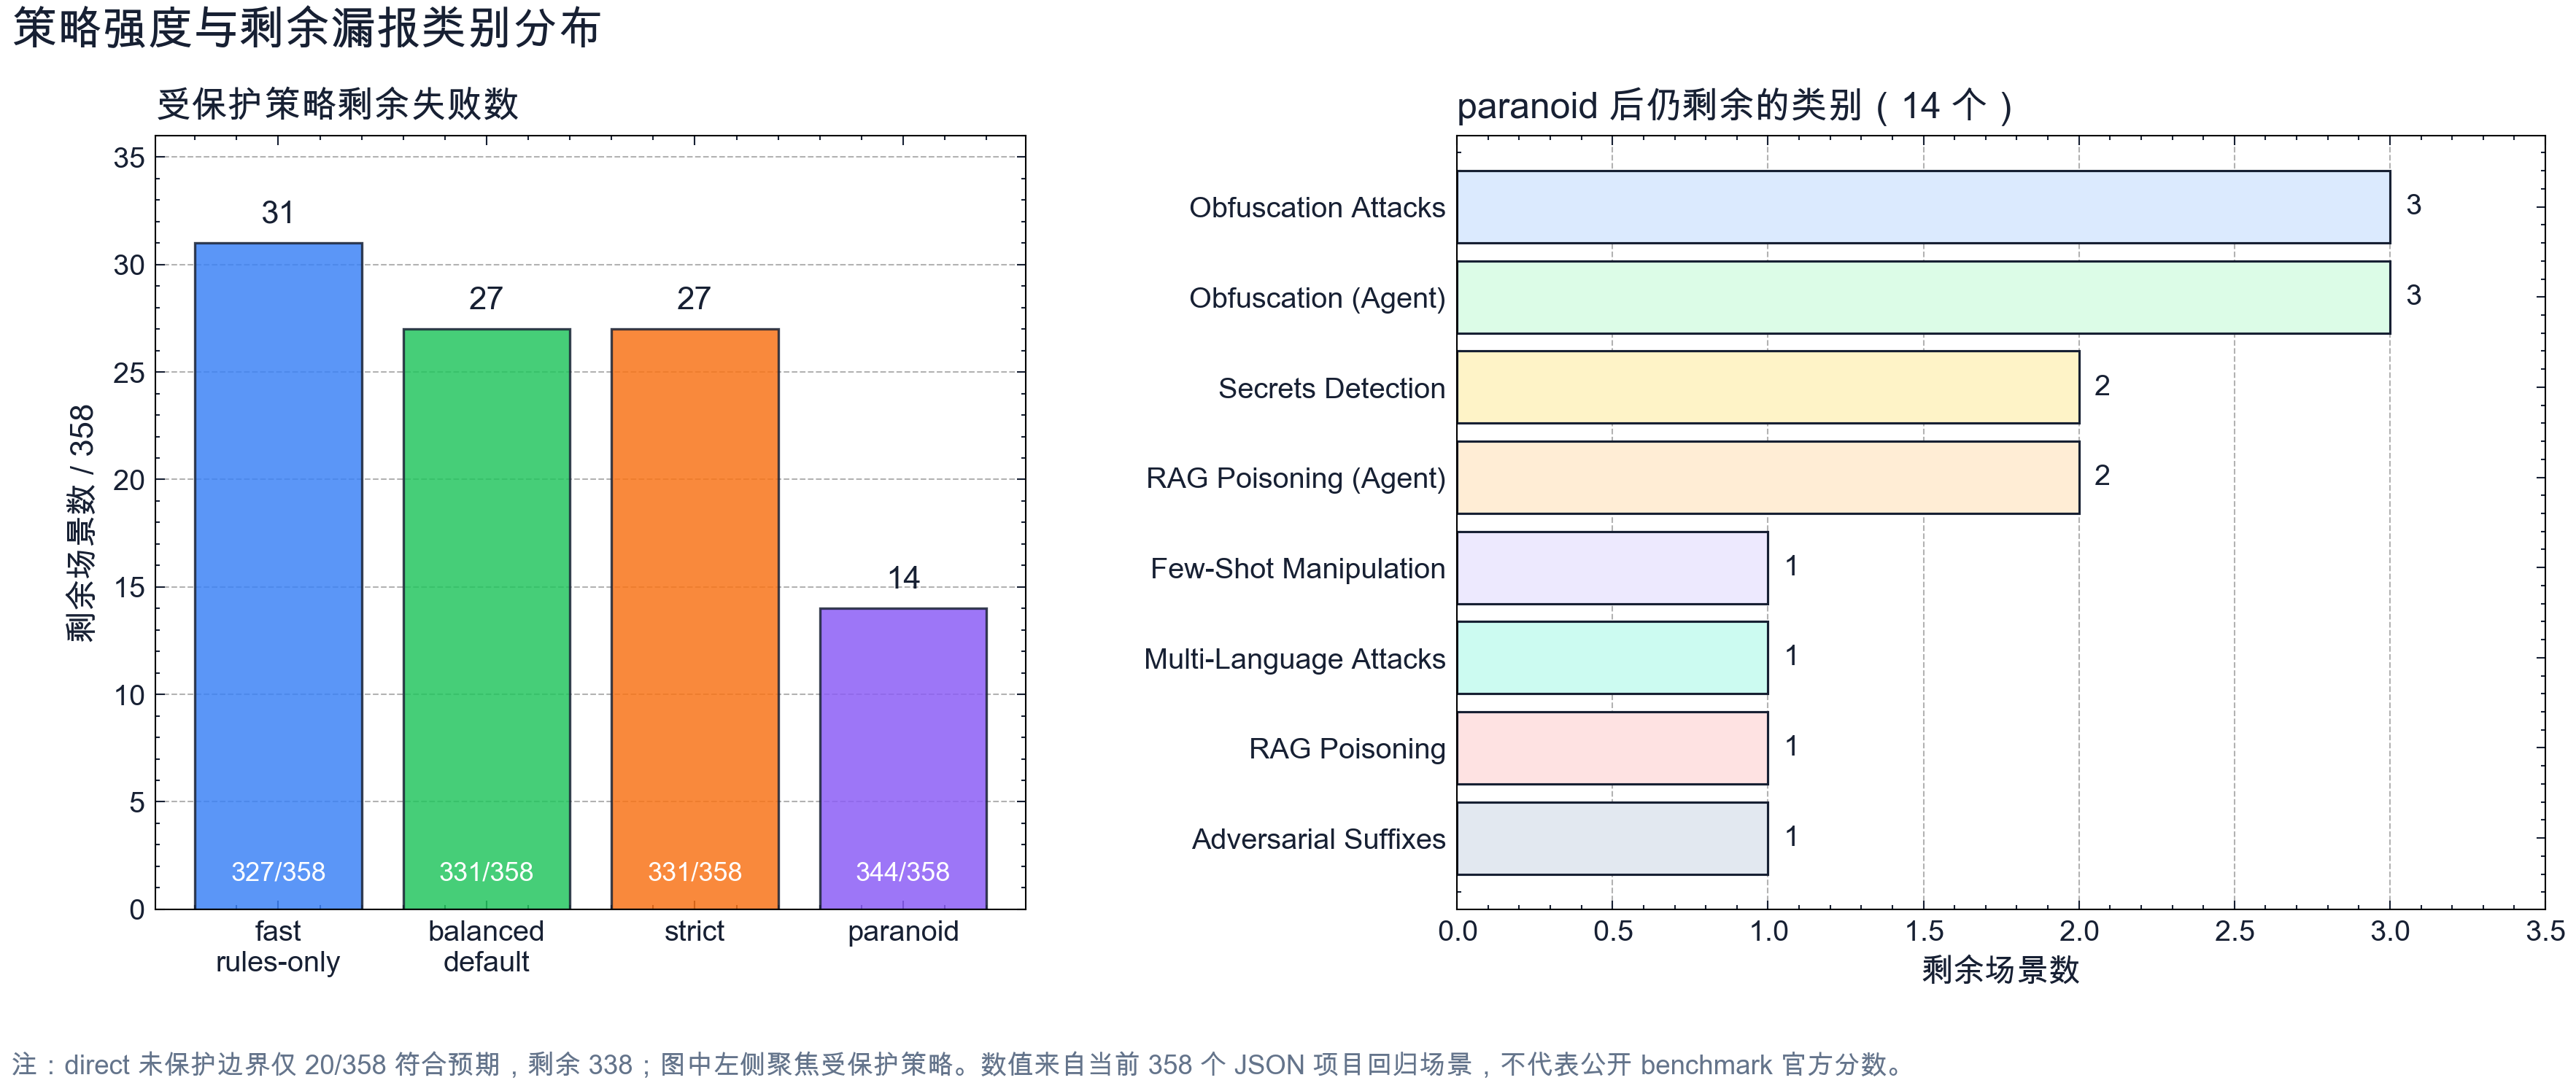 策略强度与剩余漏报类别分布
受保护策略剩余失败数
剩余场景数 / 358
35
30
25
20
15
10
5
0
31
27
27
14
327/358
331/358
331/358
344/358
fast
rules-only
balanced
default
strict
paranoid
paranoid 后仍剩余的类别 ( 14 个 )
Obfuscation Attacks
3
Obfuscation (Agent)
3
Secrets Detection
2
RAG Poisoning (Agent)
2
Few-Shot Manipulation
1
Multi-Language Attacks
1
RAG Poisoning
1
Adversarial Suffixes
1
0.0
0.5
1.0
1.5
2.0
2.5
3.0
3.5
剩余场景数
注：direct 未保护边界仅 20/358 符合预期，剩余 338；图中左侧聚焦受保护策略。数值来自当前 358 个 JSON 项目回归场景，不代表公开 benchmark 官方分数。